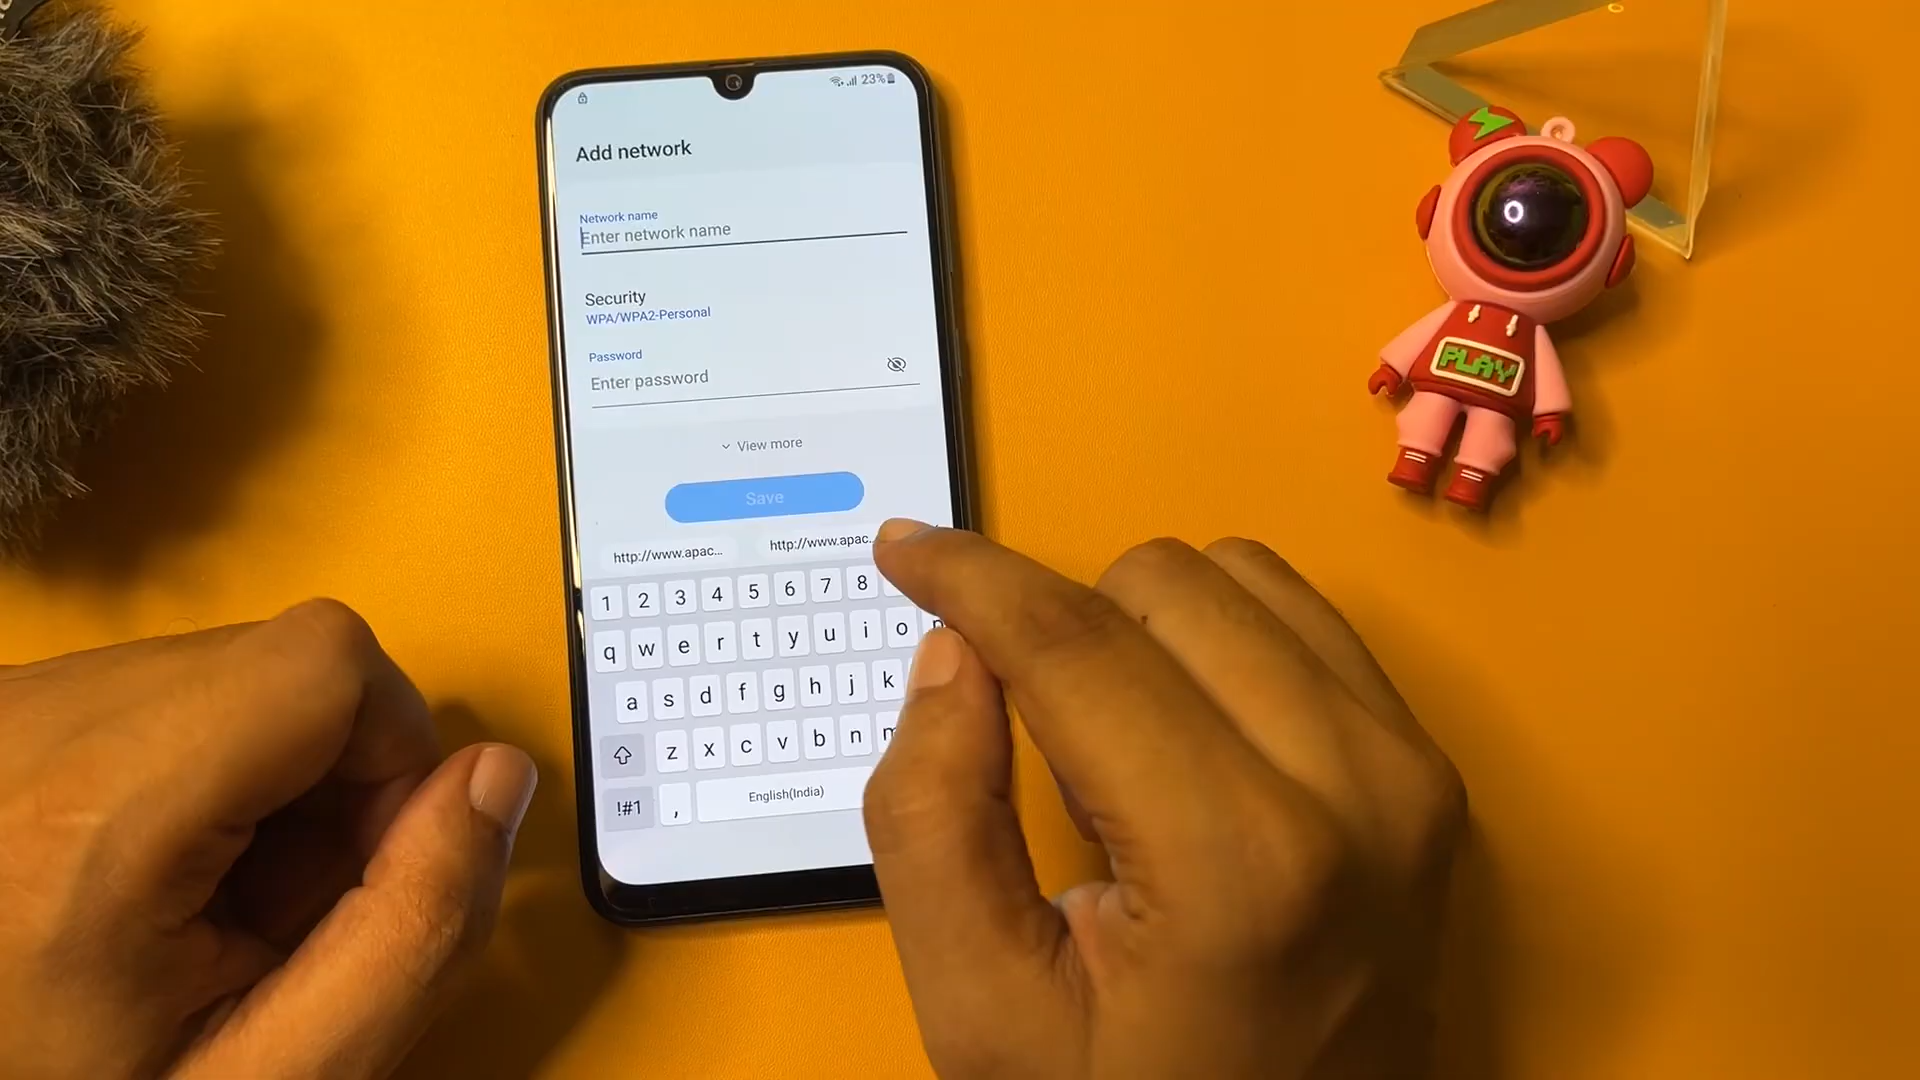 23%
Add network
Network name
Enter network name
Security
WPA/WPA2-Personal
Password
Enter password
View more
Save
http://www.apac... http://www.apac..
1 2 3 4 5 6 7 8
q w e r t y u i o p
a s d f g h j k
z x c v b n m
!#1 , English(India)
PLAY